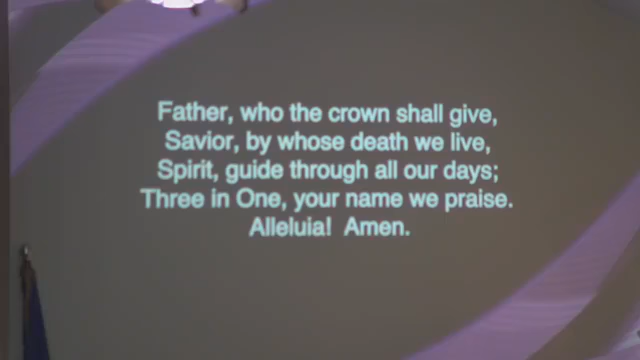 Father, who the crown shall give,
Savior, by whose death we live,
Spirit, guide through all our days;
Three in One, your name we praise.
Alleluia!  Amen.